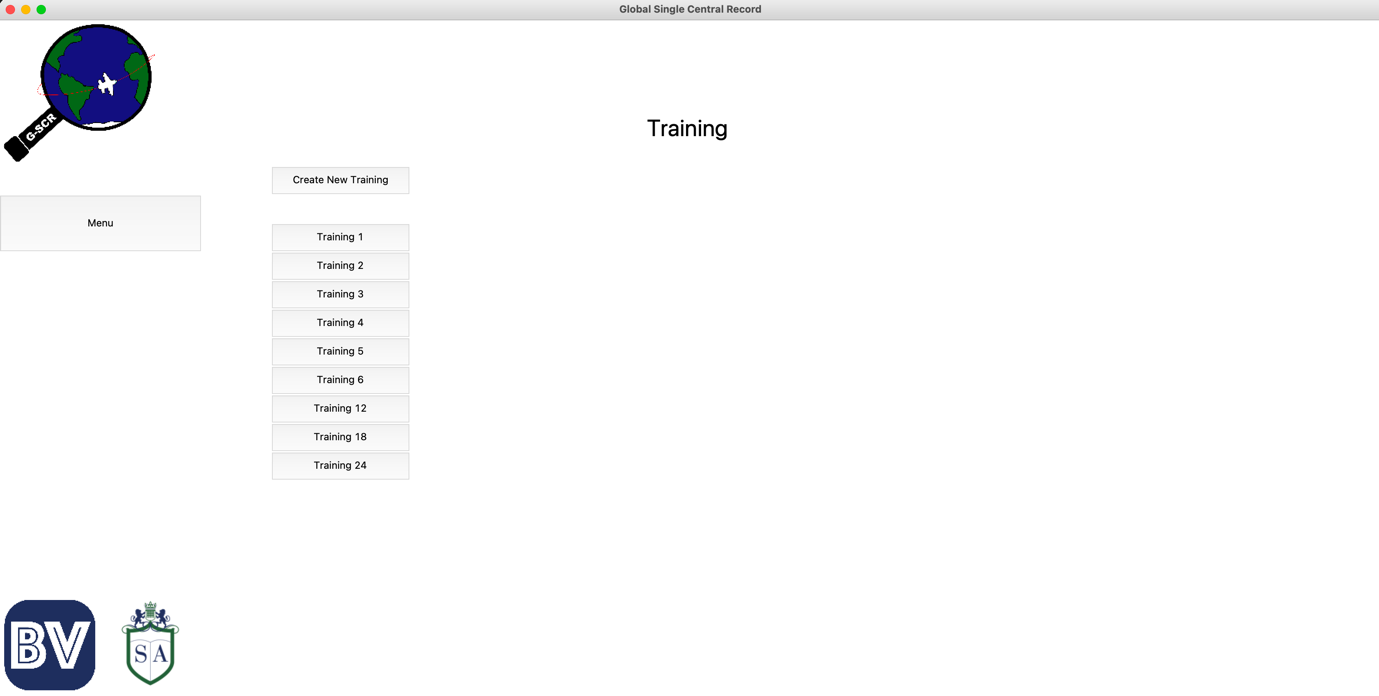 Global Single Central Record
G-SCR
Training
Create New Training
Menu
Training 1
Training 2
Training 3
Training 4
Training 5
Training 6
Training 12
Training 18
Training 24
BV
SA